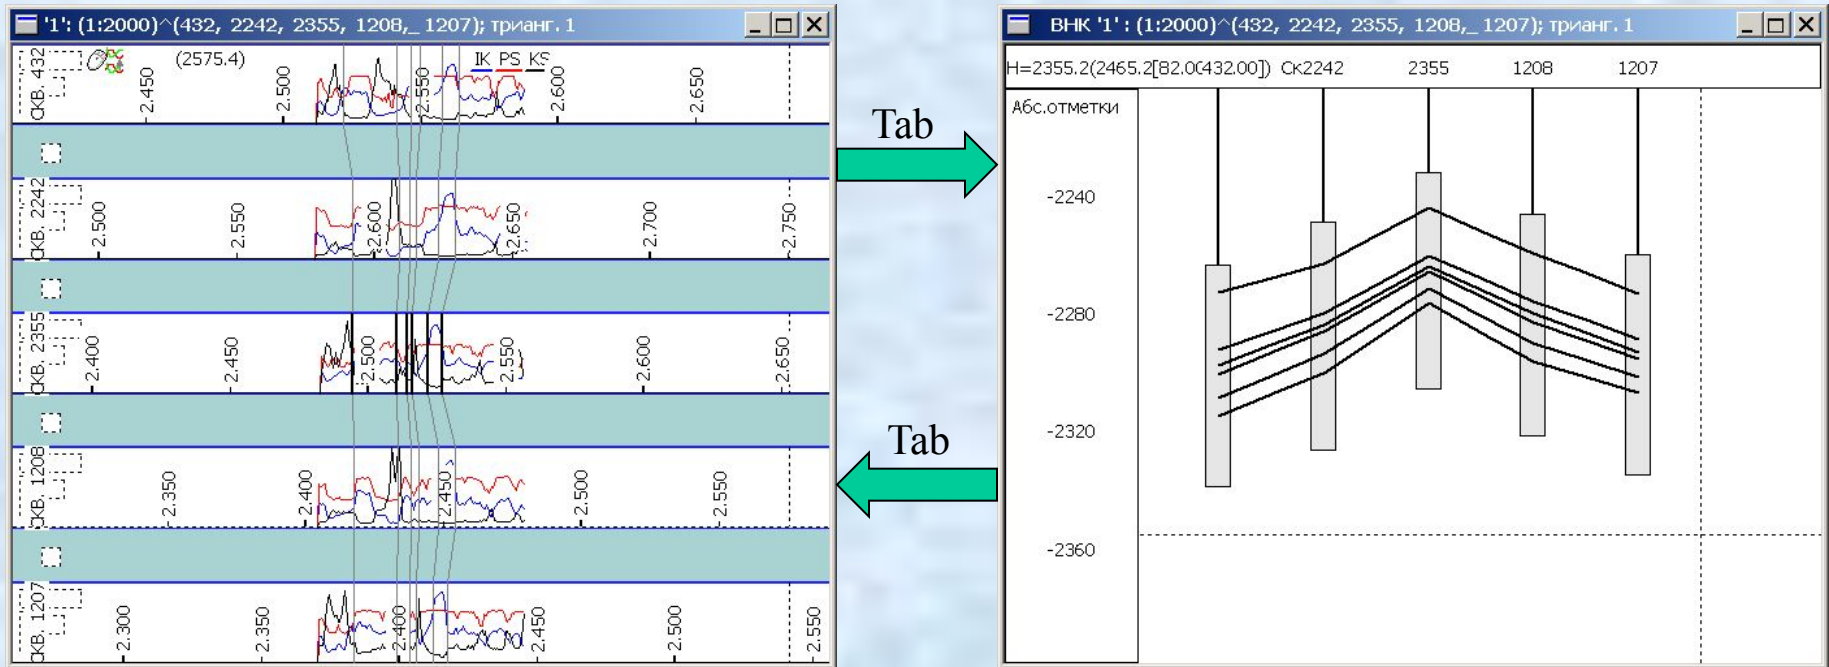 '1': (1:2000)^(432, 2242, 2355, 1208,_ 1207); трианг. 1
СКВ. 432
(2575.4)
IK PS KS
2.450 2.500 2.550 2.600 2.650
СКВ. 2242
2.500 2.550 2.600 2.650 2.700 2.750
СКВ. 2355
2.400 2.450 2.500 2.550 2.600 2.650
СКВ. 1208
2.350 2.400 2.450 2.500 2.550
СКВ. 1207
2.300 2.350 2.400 2.450 2.500 2.550
Tab
Tab
ВНК '1': (1:2000)^(432, 2242, 2355, 1208,_ 1207); трианг. 1
Н=2355.2(2465.2[82.0(432.00]) Ск2242 2355 1208 1207
Абс.отметки
-2240
-2280
-2320
-2360